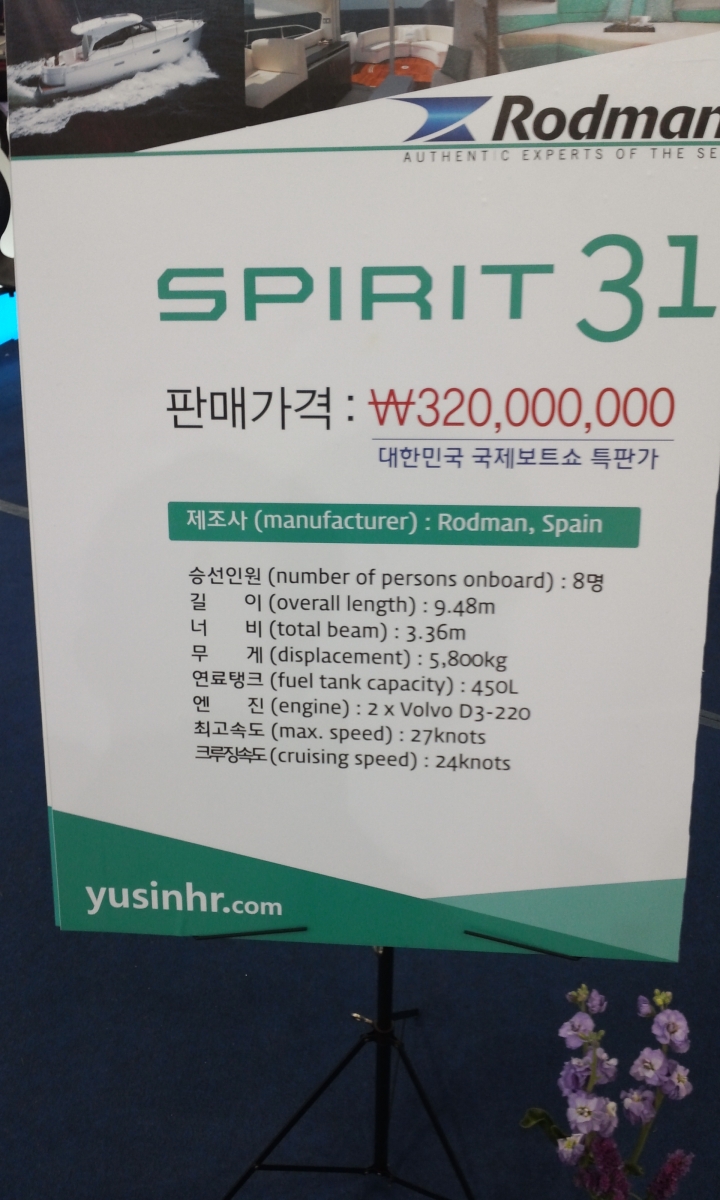 Rodman
AUTHENTIC EXPERTS OF THE SE
SPIRIT 31
판매가격 : ₩320,000,000
대한민국 국제보트쇼 특판가
제조사 (manufacturer) : Rodman, Spain
승선인원 (number of persons onboard) : 8명
길 이 (overall length) : 9.48m
너 비 (total beam) : 3.36m
무 게 (displacement) : 5,800kg
연료탱크 (fuel tank capacity) : 450L
엔 진 (engine) : 2 x Volvo D3-220
최고속도 (max. speed) : 27knots
크루징속도 (cruising speed) : 24knots
yusinhr.com